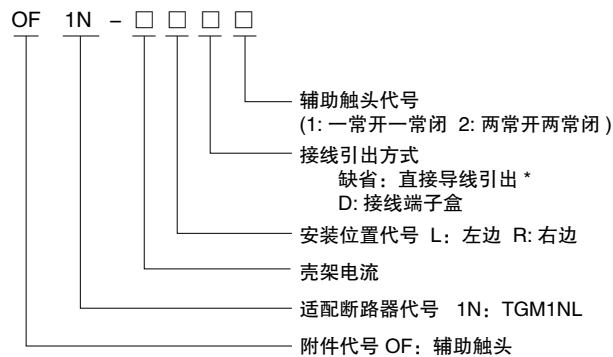 OF 1N - □ □ □ □
辅助触头代号
(1: 一常开一常闭 2: 两常开两常闭 )
接线引出方式
缺省：直接导线引出 *
D: 接线端子盒
安装位置代号 L：左边 R: 右边
壳架电流
适配断路器代号 1N：TGM1NL
附件代号 OF：辅助触头